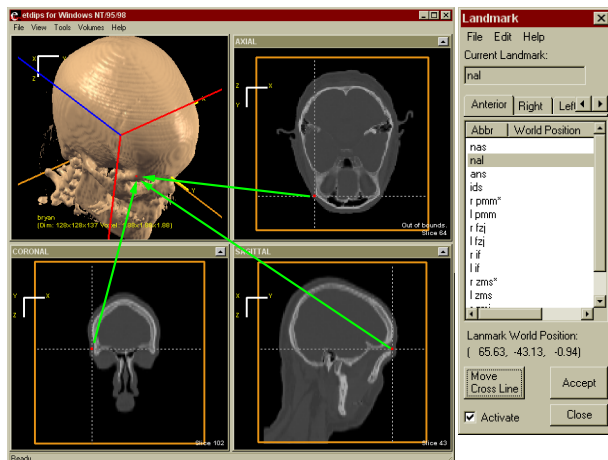 etdips for Windows NT/95/98
File View Tools Volumes Help
AXIAL
X
Z
Y
Y
bryan
Out of bounds.
Slice 64
CORONAL
Y
X
Z
Slice 102
SAGITTAL
Z
X
Y
Slice 43
Ready
Landmark
File Edit Help
Current Landmark:
nal
Anterior Right Left
Abbr World Position
nas
nal
ans
ids
r pmm*
l pmm
r fzj
l fzj
r if
l if
r zms*
l zms
Lanmark World Position:
( 65.63, -43.13, -0.94)
Move
Cross Line
Accept
Activate
Close